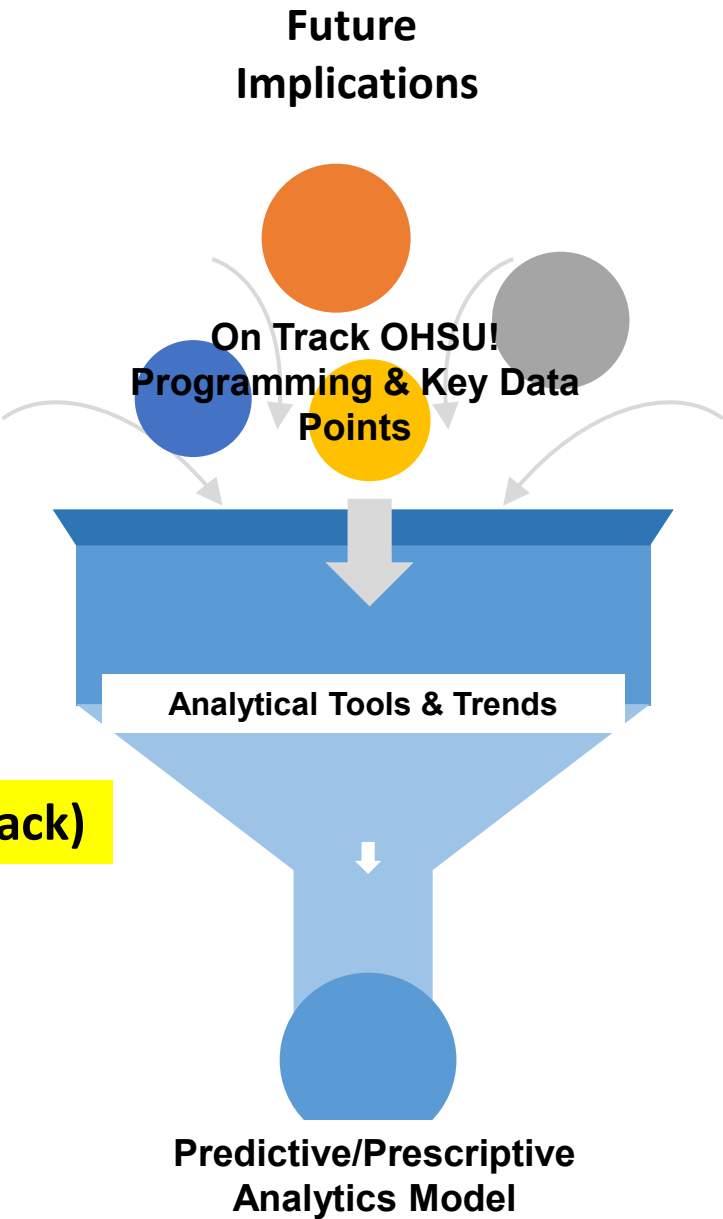 Future
Implications
On Track OHSU!
Programming & Key Data
Points
Analytical Tools & Trends
ack)
Predictive/Prescriptive
Analytics Model